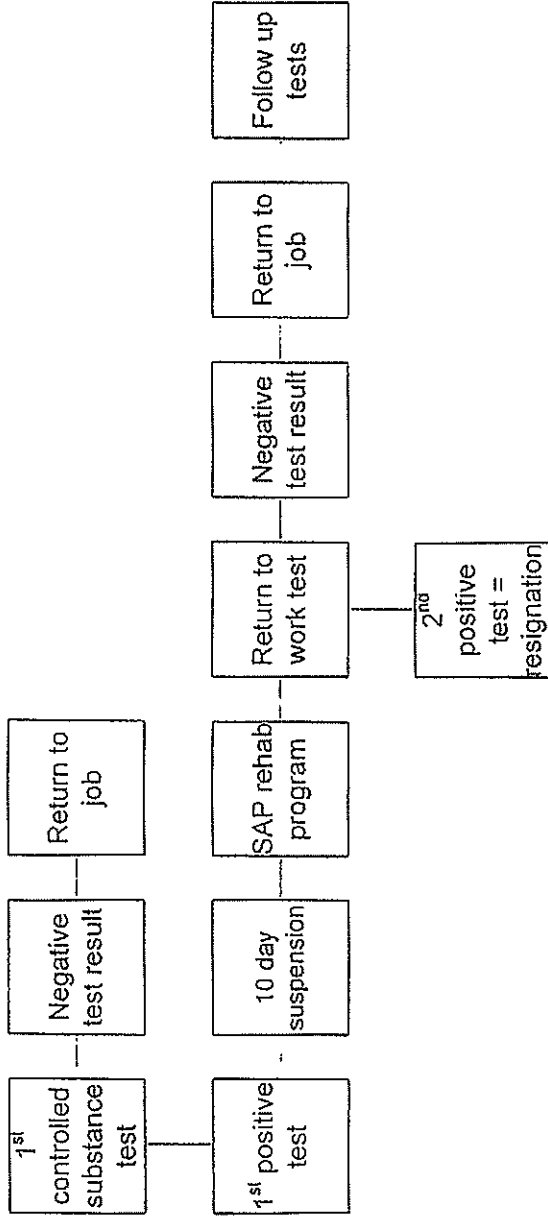 1st
controlled
substance
test
Negative
test result
Return to
job
1st positive
test
10 day
suspension
SAP rehab
program
Return to
work test
Negative
test result
Return to
job
Follow up
tests
2nd
positive
test =
resignation